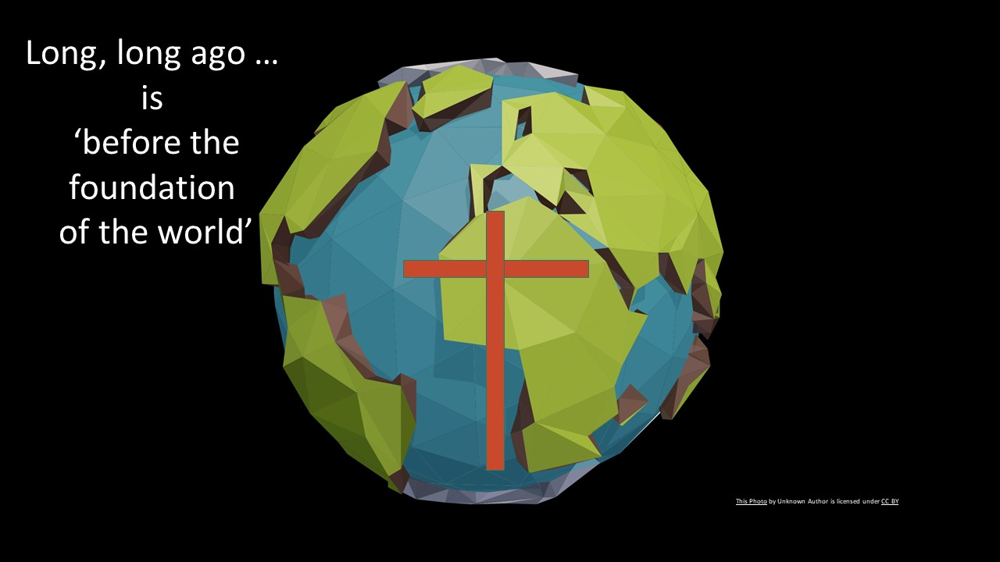 Long, long ago …
is
‘before the
foundation
of the world’
This Photo by Unknown Author is licensed under CC BY